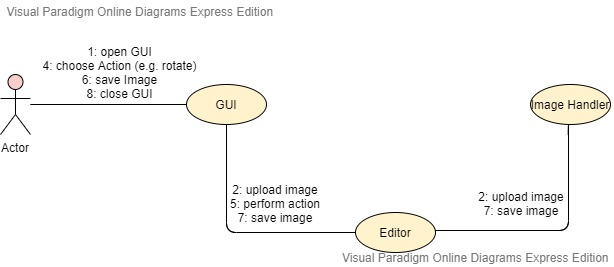 Visual Paradigm Online Diagrams Express Edition
1: open GUI
4: choose Action (e.g. rotate)
6: save Image
8: close GUI
Actor
GUI
Image Handler
2: upload image
5: perform action
7: save image
2: upload image
7: save image
Editor
Visual Paradigm Online Diagrams Express Edition